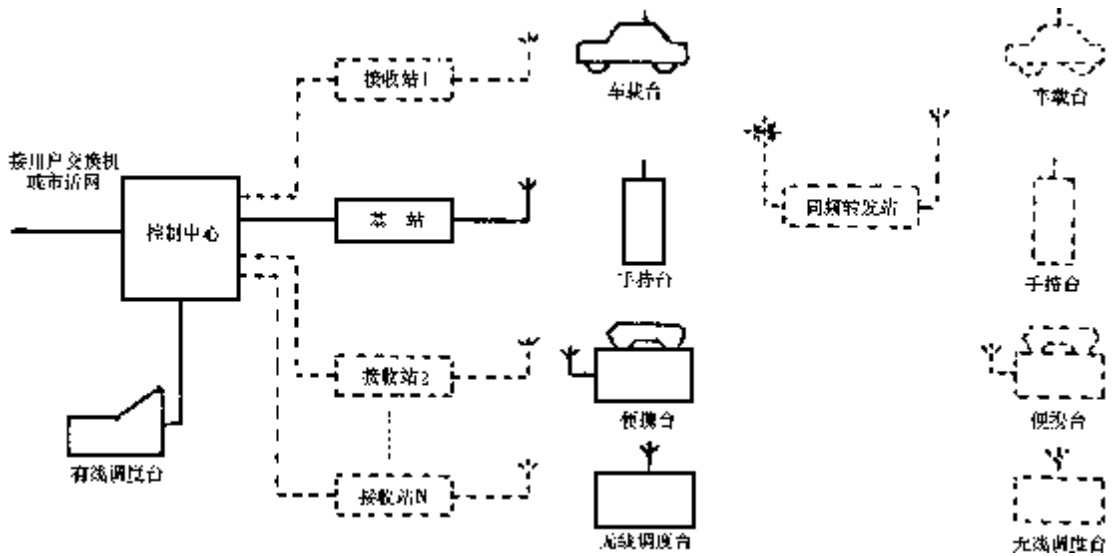 接收站1
车载台
车载台
接用户交换机
或市话网
控制中心
基 站
同频转发站
手持台
手持台
接收站2
便携台
便携台
有线调度台
接收站N
无线调度台
无线调度台